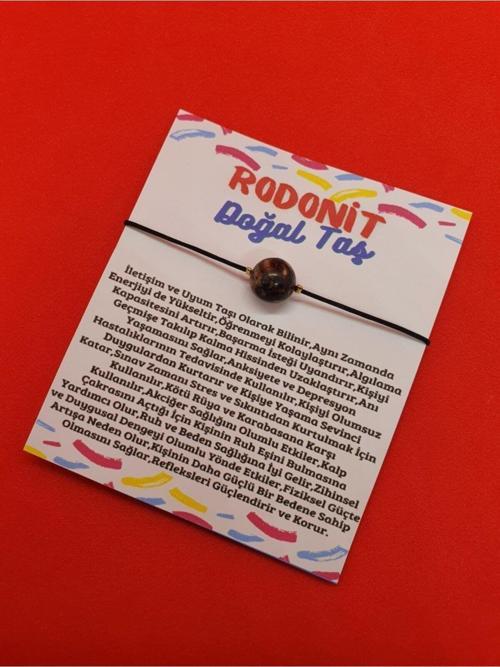 RODONİT
Doğal Taş
İletişim ve Uyum Taşı Olarak Bilinir,Aynı Zamanda
Enerjiyi de Yükseltir,Öğrenmeyi Kolaylaştırır,Algılama
Kapasitesini Artırır,Başarma İsteği Uyandırır,Kişiyi
Geçmişe Takılıp Kalma Hissinden Uzaklaştırır,Anı
Yaşamasını Sağlar,Anksiyete ve Depresyon
Hastalıklarının Tedavisinde Kullanılır,Kişiyi Olumsuz
Duygulardan Kurtarır ve Kişiye Yaşama Sevinci
Katar,Sınav Zamanı Stres ve Sıkıntıdan Kurtulmak İçin
Kullanılır,Kötü Rüya ve Karabasana Karşı
Kullanılır,Akciğer Sağlığını Olumlu Etkiler,Kalp
Çakrasını Açtığı İçin Kişinin Ruh Eşini Bulmasına
Yardımcı Olur,Ruh ve Beden Sağlığına İyi Gelir,Zihinsel
ve Duygusal Dengeyi Olumlu Yönde Etkiler,Fiziksel Güçte
Artışa Neden Olur,Kişinin Daha Güçlü Bir Bedene Sahip
Olmasını Sağlar,Refleksleri Güçlendirir ve Korur.